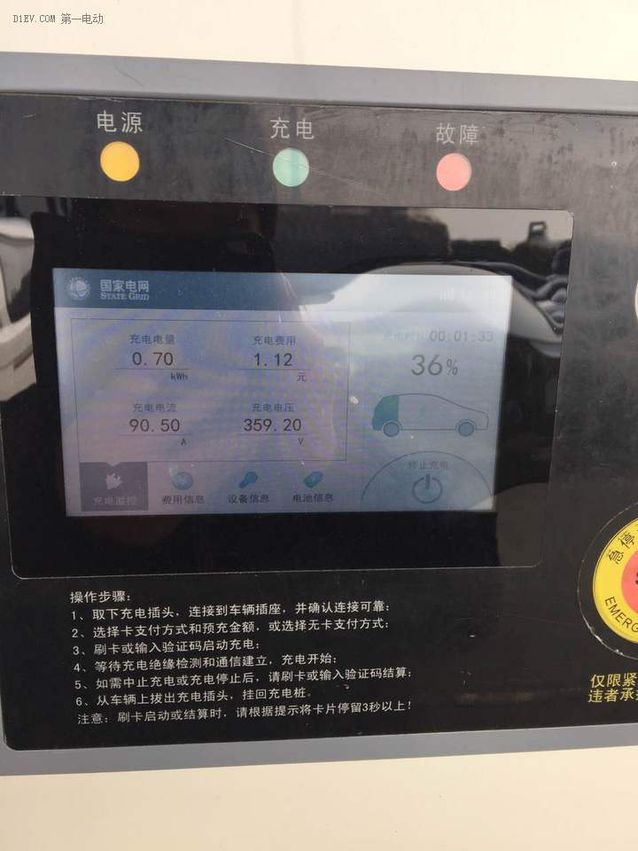 D1EV.COM 第一电动
电源 充电 故障
国家电网
STATE GRID
充电电量 充电费用 00:01:33
0.70 1.12 36%
kWh 元
充电电流 充电电压
90.50 359.20
A V
终止充电
充电监控 费用信息 设备信息 电池信息
急停
EMERG
操作步骤:
1、取下充电插头，连接到车辆插座，并确认连接可靠;
2、选择卡支付方式和预充金额，或选择无卡支付方式;
3、刷卡或输入验证码启动充电;
4、等待充电绝缘检测和通信建立，充电开始;
5、如需中止充电或充电停止后，请刷卡或输入验证码结算;
6、从车辆上拔出充电插头，挂回充电桩。
注意: 刷卡启动或结算时，请根据提示将卡片停留3秒以上!
仅限紧
违者承